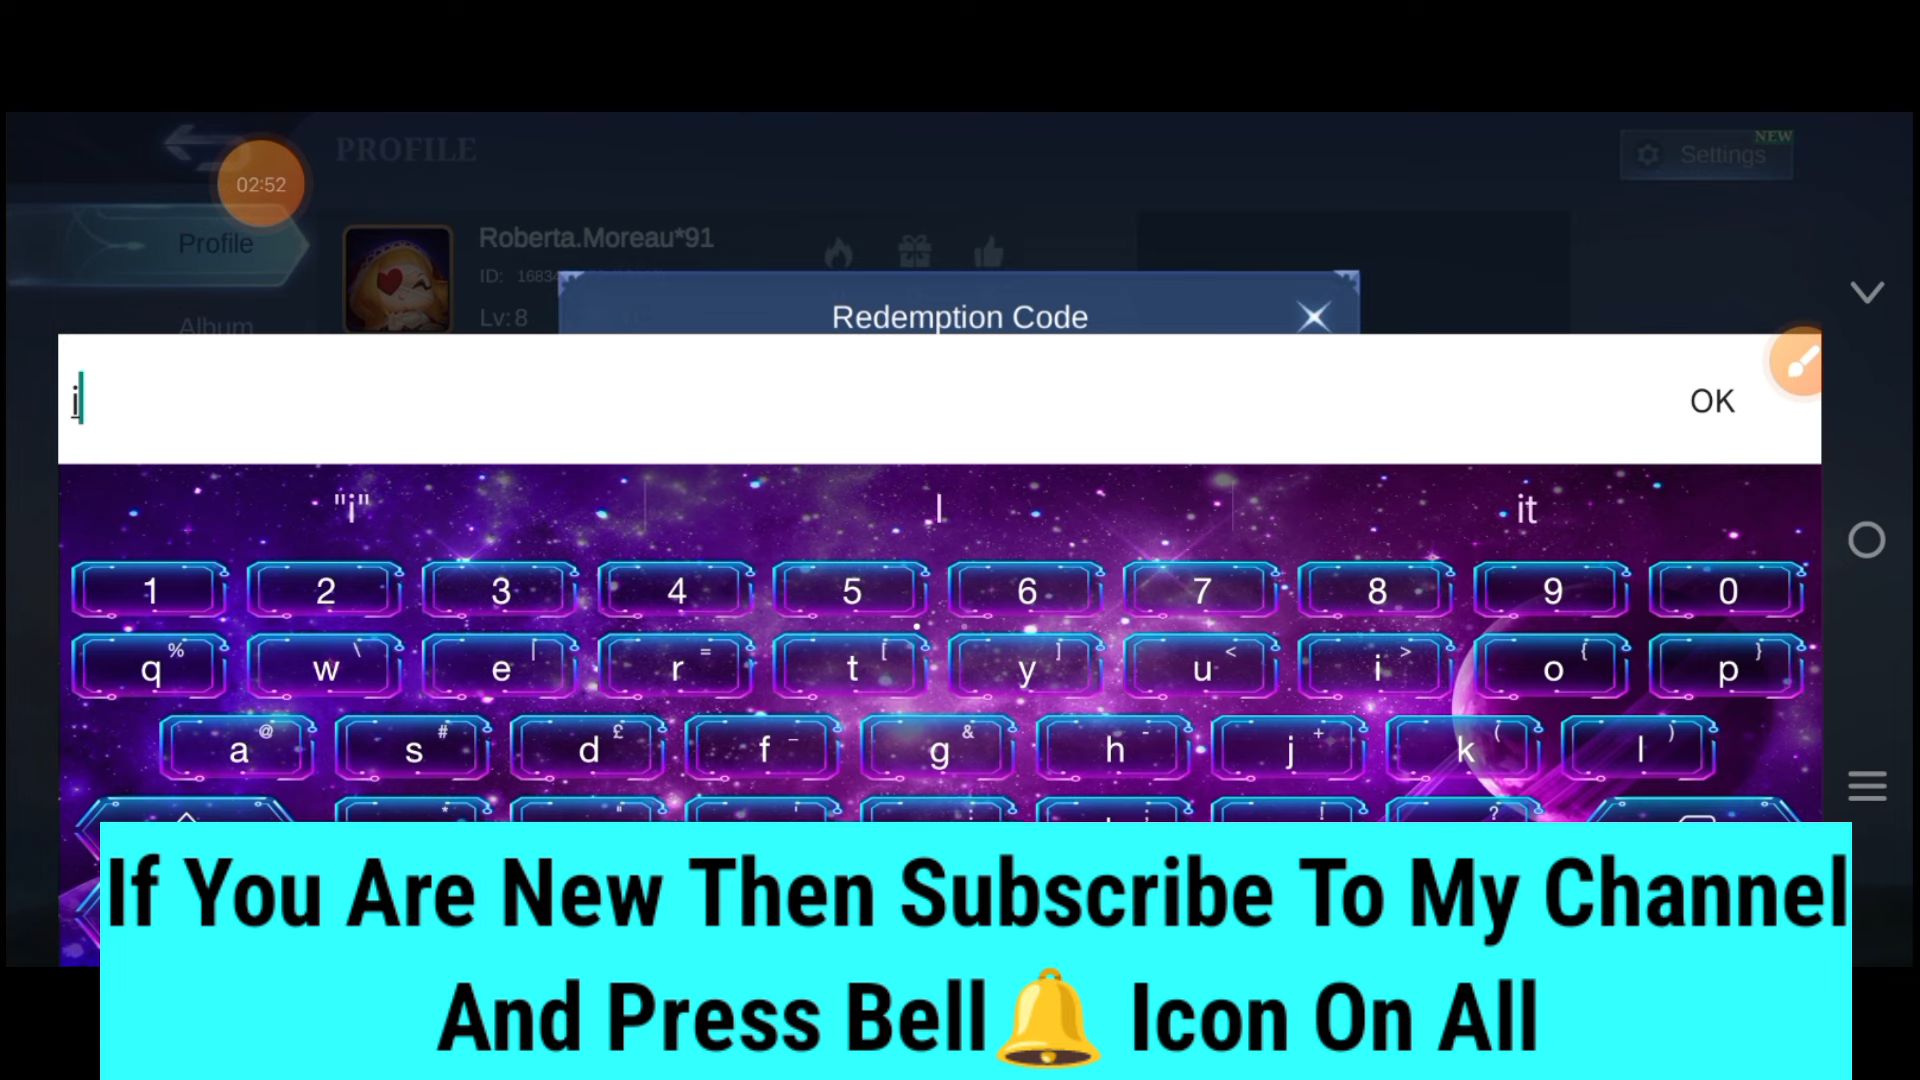 PROFILE
NEW
Settings
02:52
Profile
Roberta.Moreau*91
ID: 1683
Album
Lv:8
Redemption Code
i
OK
"i" I it
1 2 3 4 5 6 7 8 9 0
% \ | = [ ] < > { }
q w e r t y u i o p
@ # £ _ & - + ( )
a s d f g h j k l
* " ' : ; ! ?
If You Are New Then Subscribe To My Channel
And Press Bell🔔 Icon On All